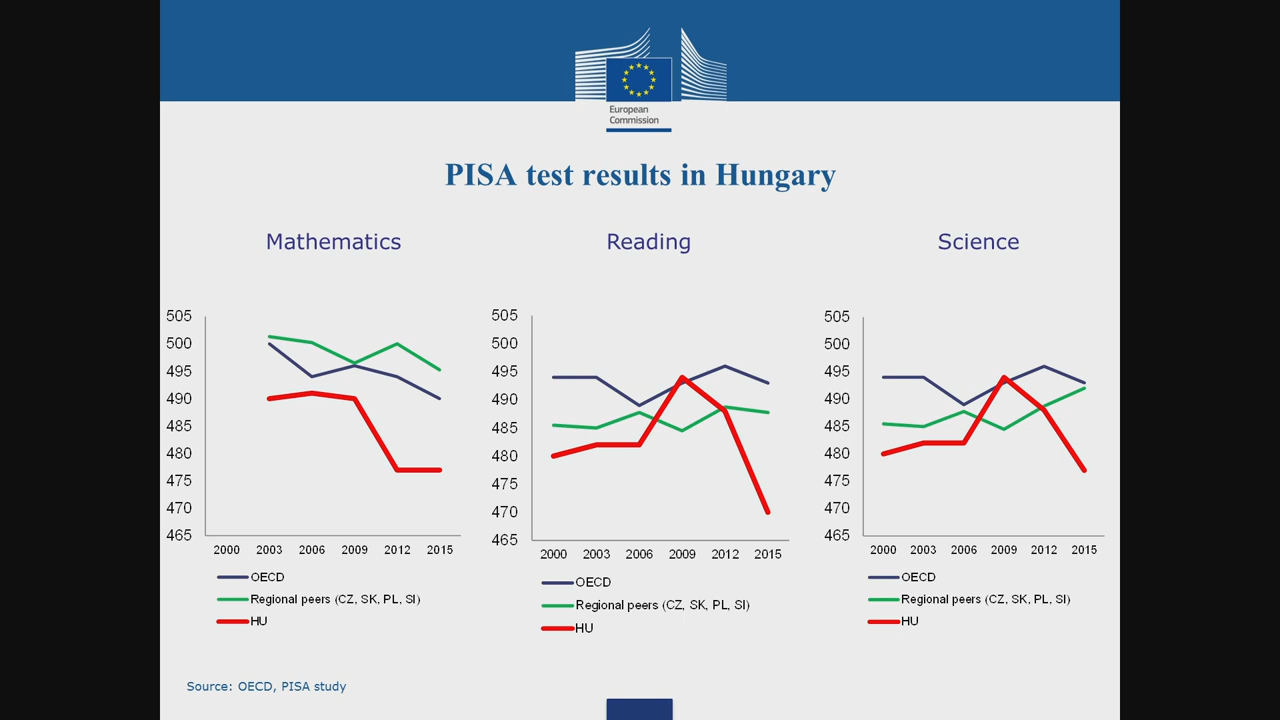 European
Commission
PISA test results in Hungary
Mathematics
505
500
495
490
485
480
475
470
465
2000 2003 2006 2009 2012 2015
OECD
Regional peers (CZ, SK, PL, SI)
HU
Reading
505
500
495
490
485
480
475
470
465
2000 2003 2006 2009 2012 2015
OECD
Regional peers (CZ, SK, PL, SI)
HU
Science
505
500
495
490
485
480
475
470
465
2000 2003 2006 2009 2012 2015
OECD
Regional peers (CZ, SK, PL, SI)
HU
Source: OECD, PISA study